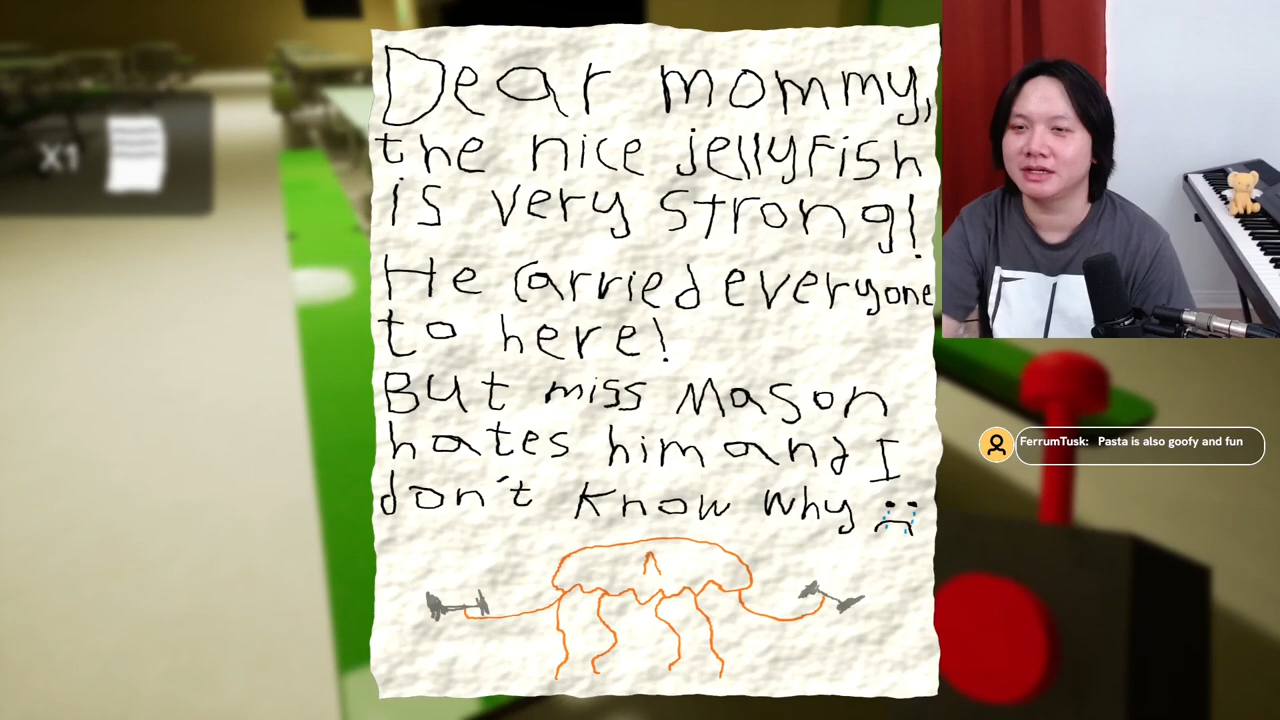 X1
Dear mommy,
the nice jellyfish
is very strong!
He carried everyone
to here!
But miss Mason
hates him and I
don't know why
FerrumTusk: Pasta is also goofy and fun